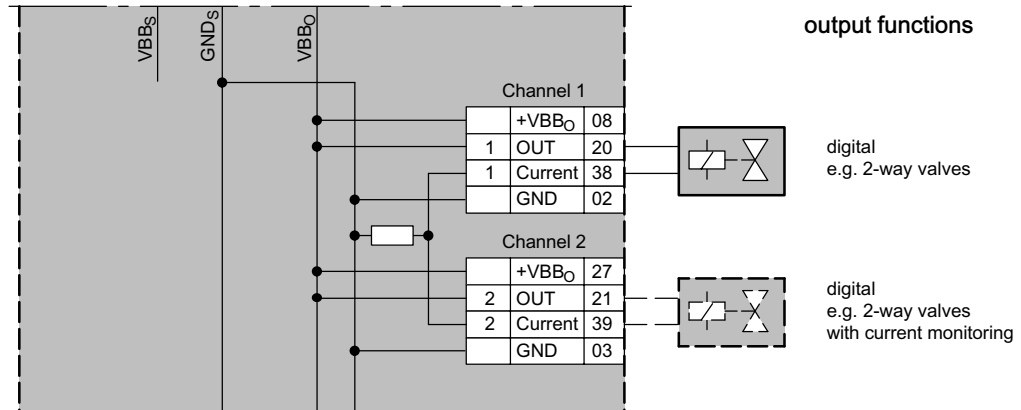 output functions
VBBS
GNDS
VBBO
Channel 1
+VBBO 08
1 OUT 20
1 Current 38
GND 02
digital
e.g. 2-way valves
Channel 2
+VBBO 27
2 OUT 21
2 Current 39
GND 03
digital
e.g. 2-way valves
with current monitoring